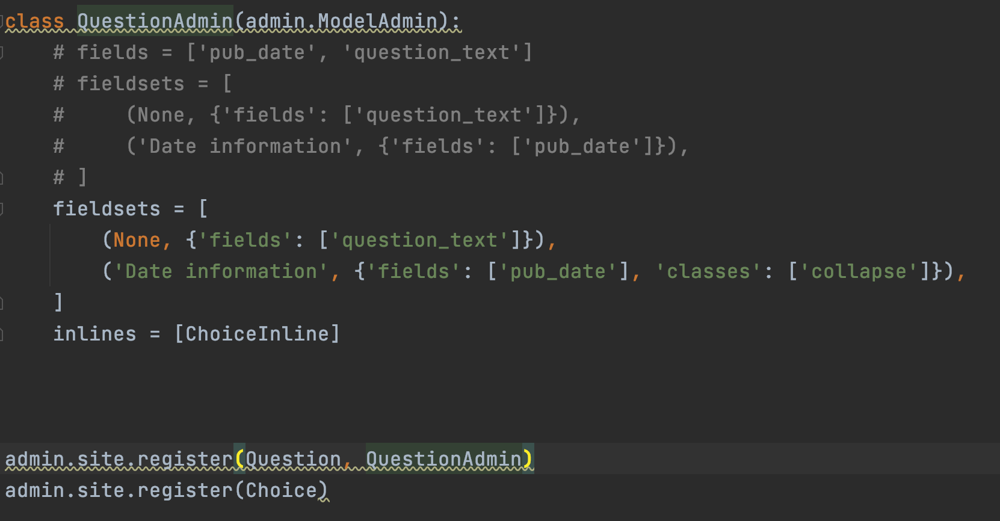 class QuestionAdmin(admin.ModelAdmin):
    # fields = ['pub_date', 'question_text']
    # fieldsets = [
    #     (None, {'fields': ['question_text']}),
    #     ('Date information', {'fields': ['pub_date']}),
    # ]
    fieldsets = [
        (None, {'fields': ['question_text']}),
        ('Date information', {'fields': ['pub_date'], 'classes': ['collapse']}),
    ]
    inlines = [ChoiceInline]
admin.site.register(Question, QuestionAdmin)
admin.site.register(Choice)